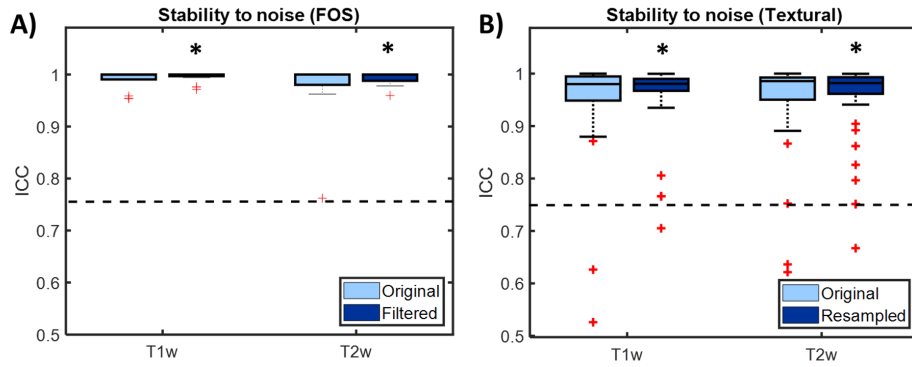 A)
Stability to noise (FOS)
ICC
1
0.9
0.8
0.7
0.6
0.5
*
*
T1w
T2w
Original
Filtered
B)
Stability to noise (Textural)
ICC
1
0.9
0.8
0.7
0.6
0.5
*
*
T1w
T2w
Original
Resampled